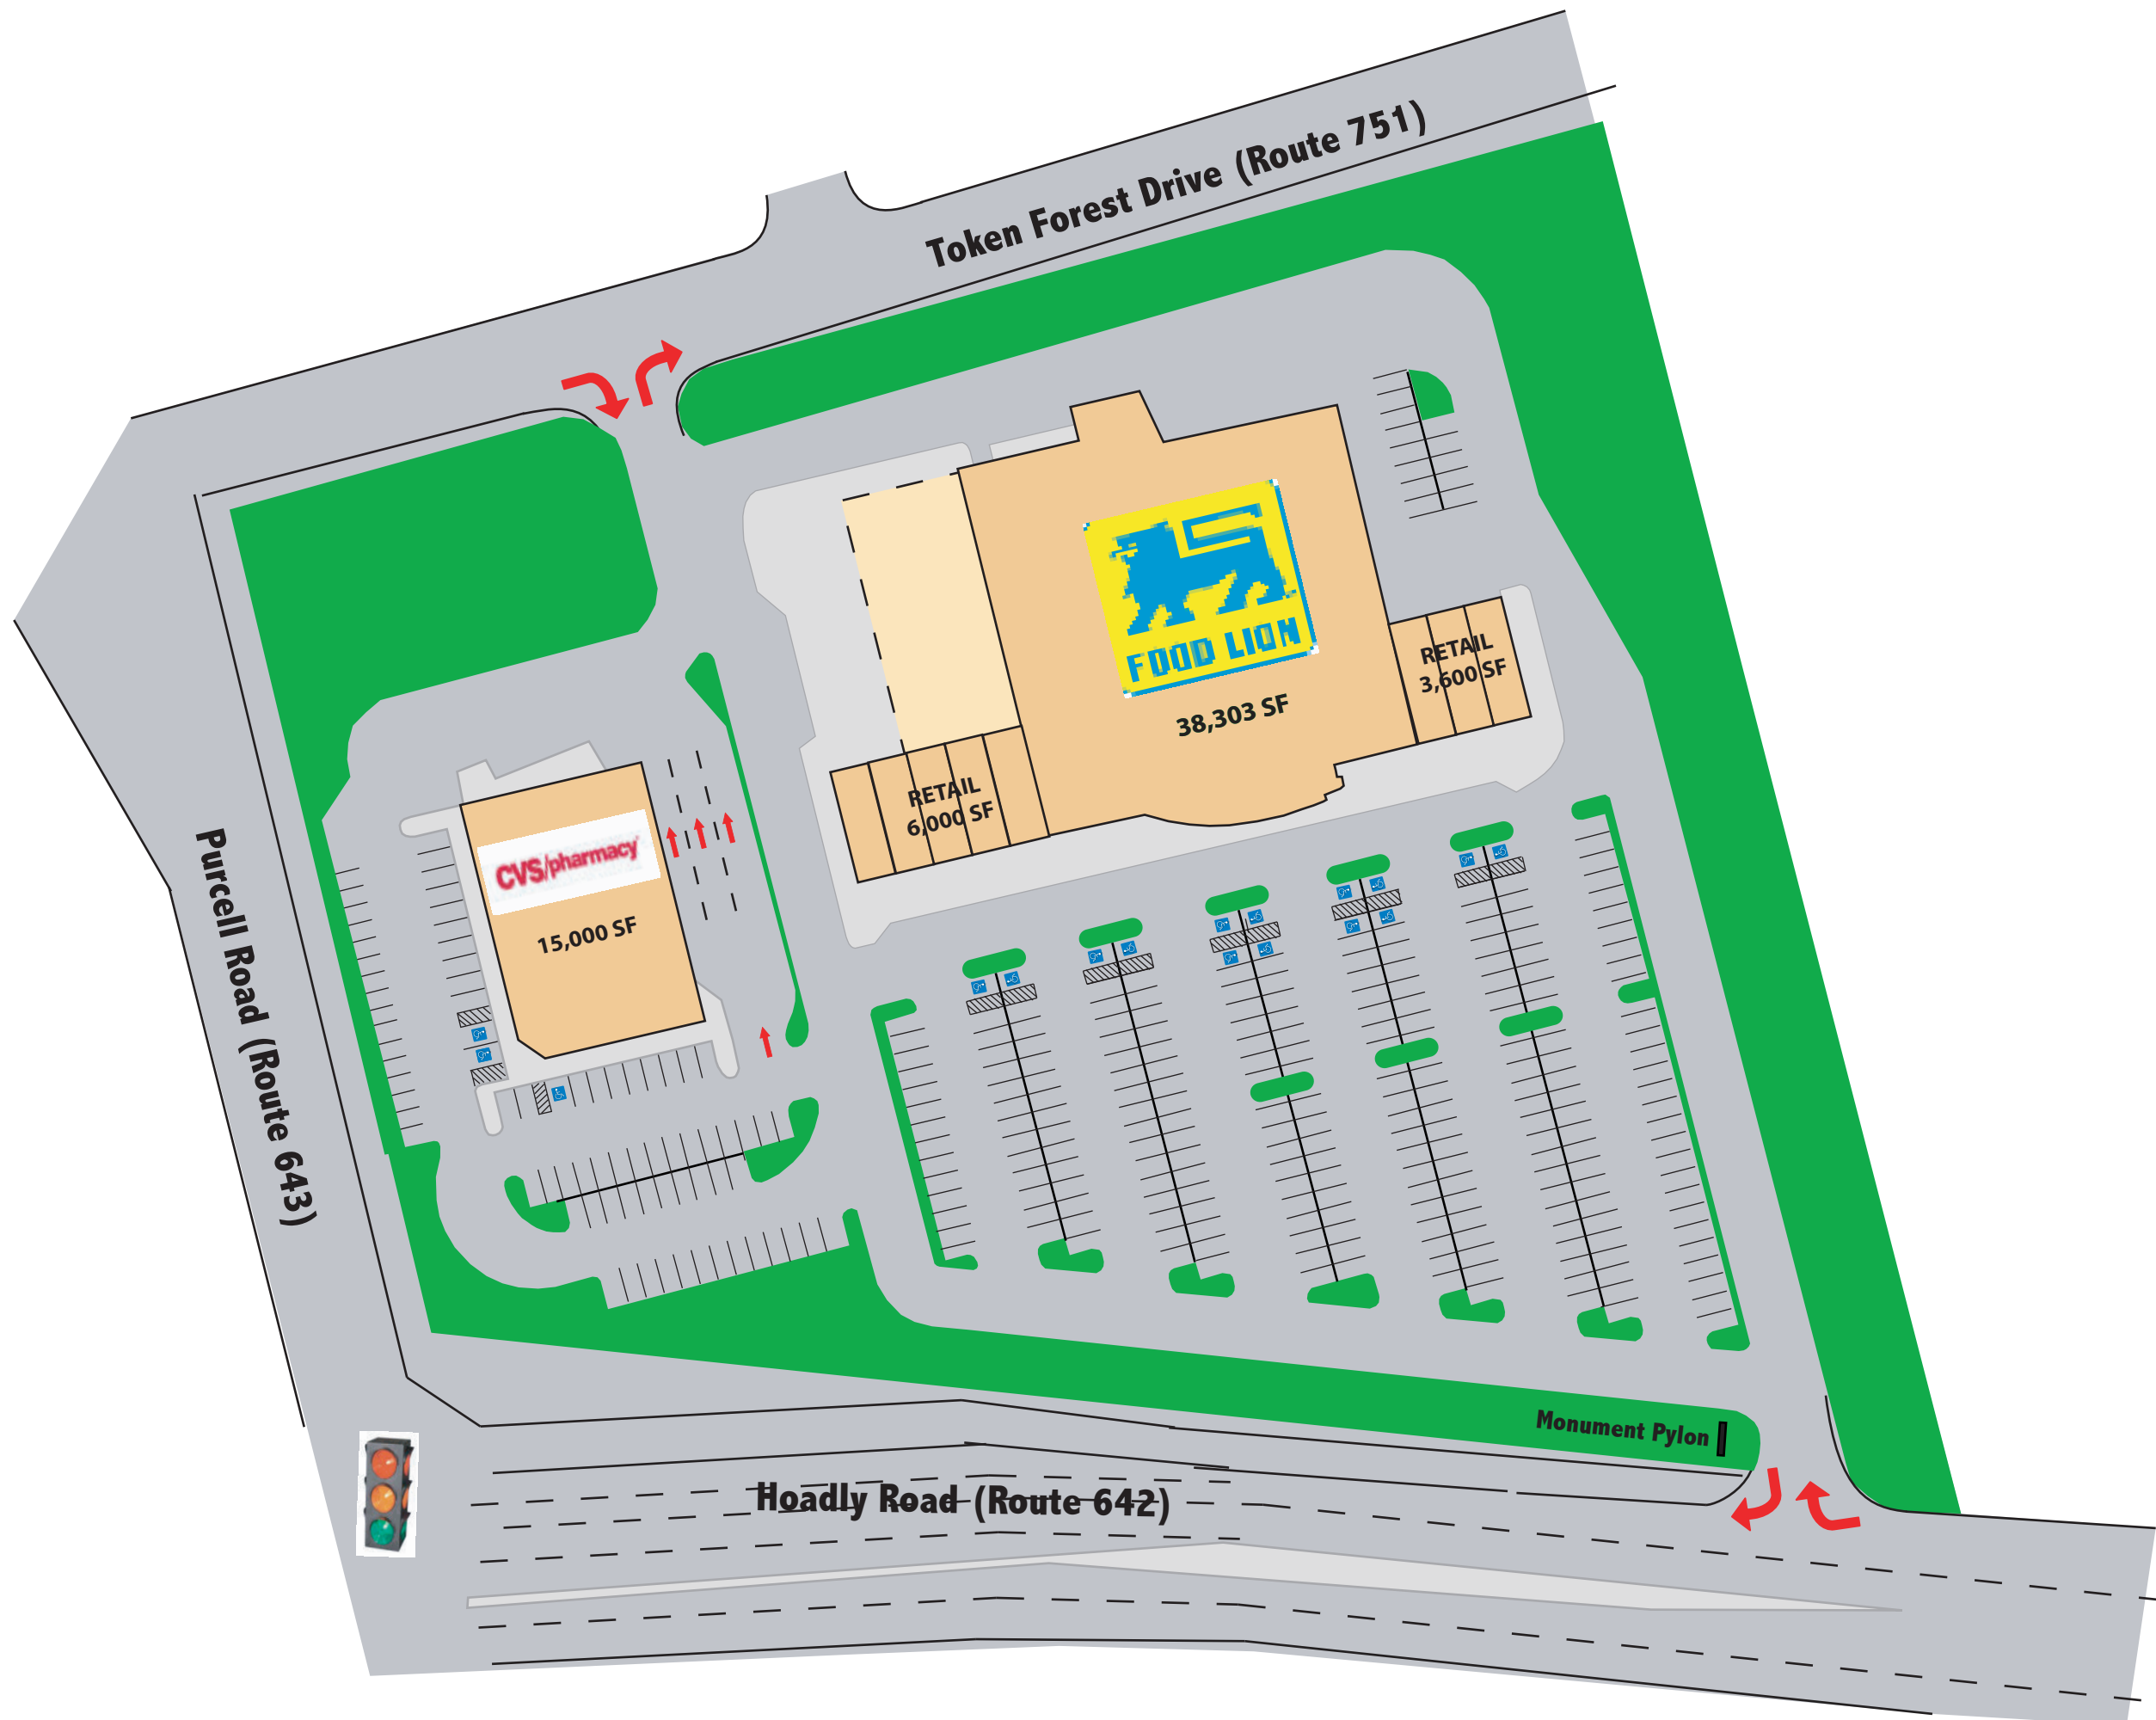 Token Forest Drive (Route 751)
FOOD LION
38,303 SF
RETAIL
3,600 SF
RETAIL
6,000 SF
CVS/pharmacy
15,000 SF
Purcell Road (Route 643)
Monument Pylon
Hoadly Road (Route 642)